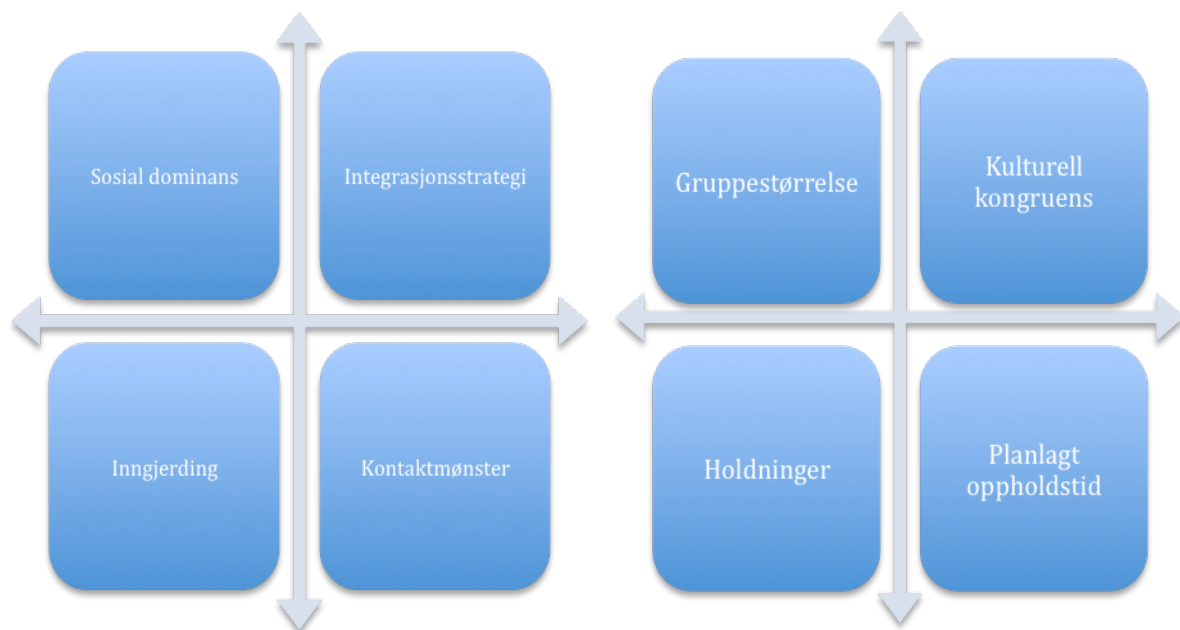 Sosial dominans
Integrasjonsstrategi
Inngjerding
Kontaktmønster
Gruppestørrelse
Kulturell
kongruens
Holdninger
Planlagt
oppholdstid